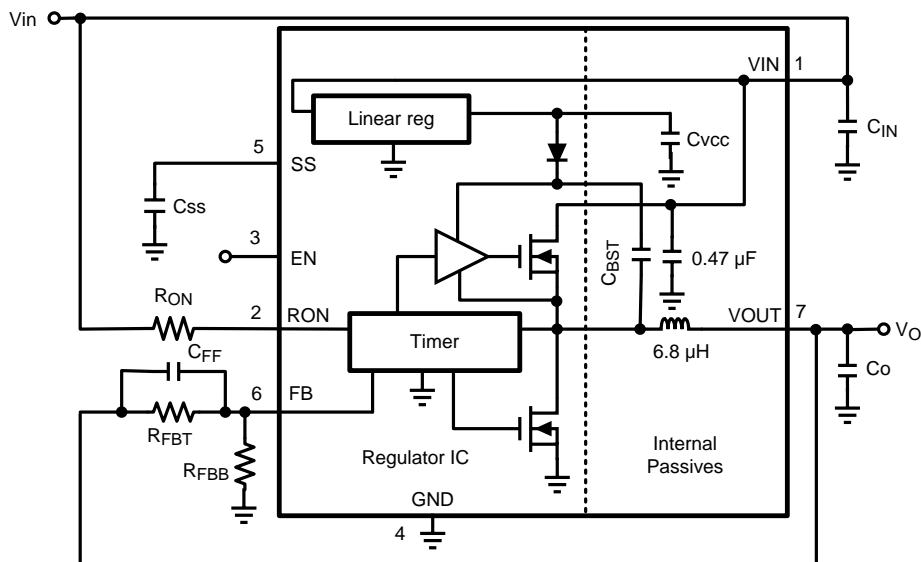 Vin
VIN 1
Linear reg
Cvcc
CIN
5
SS
Css
3
EN
CBST
0.47 µF
RON
2 RON
Timer
VOUT 7
VO
6.8 µH
CFF
Co
6 FB
RFBT
RFBB
Regulator IC
Internal
Passives
GND
4